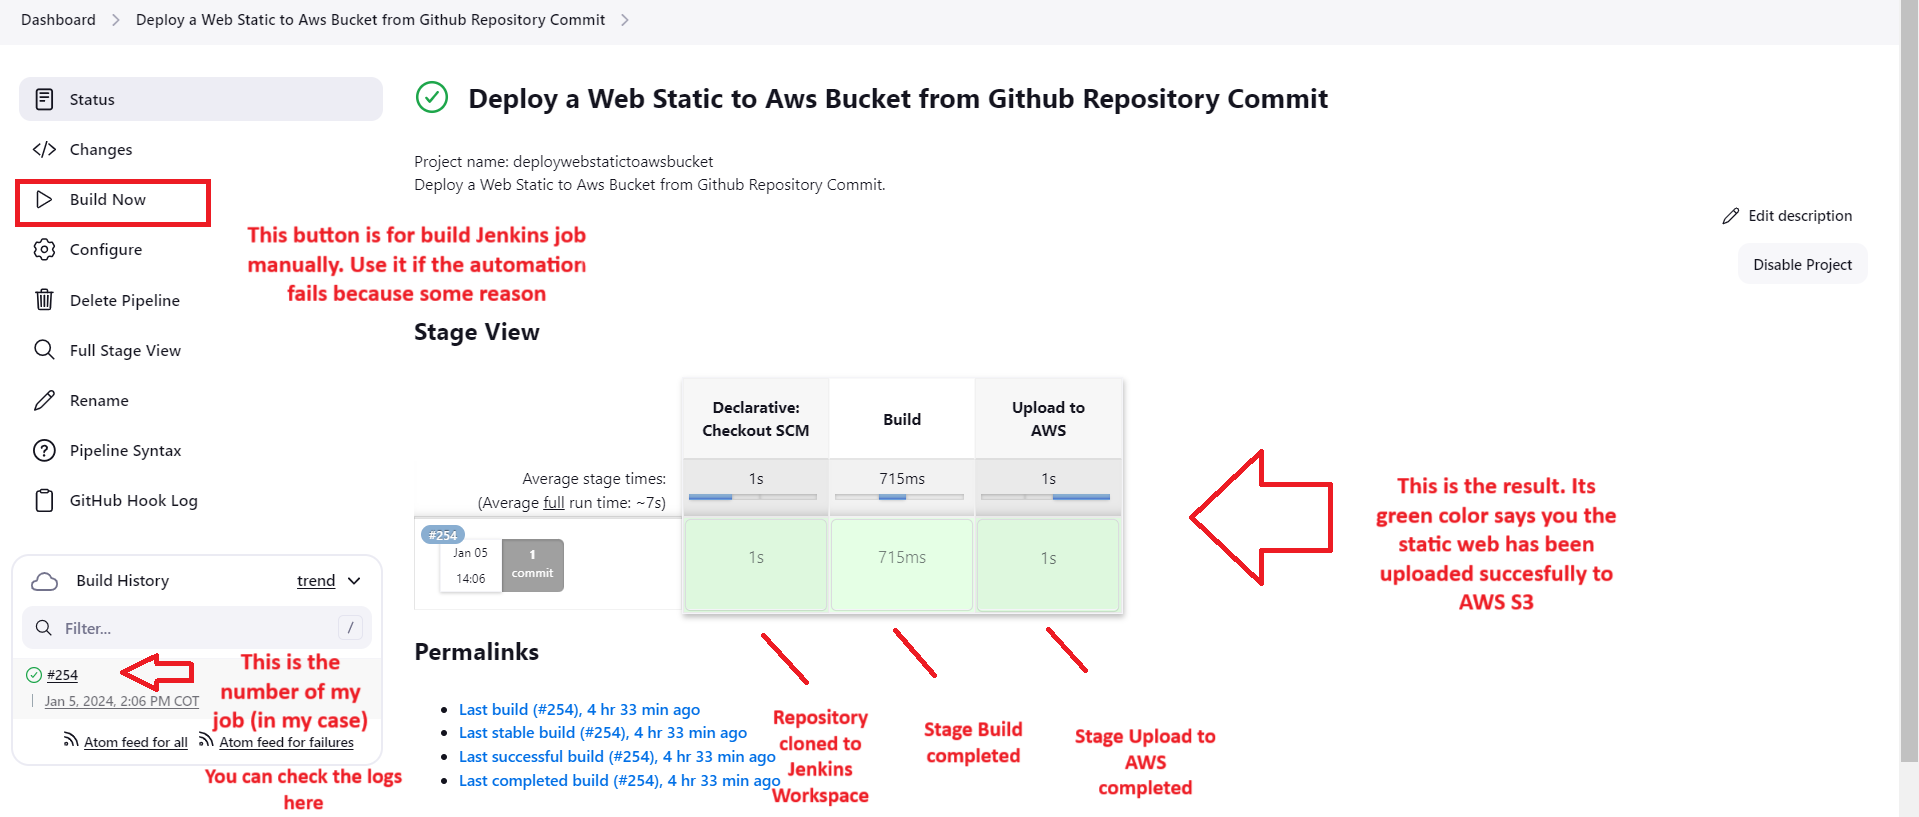 Dashboard
Deploy a Web Static to Aws Bucket from Github Repository Commit
Status
Changes
Build Now
Configure
Delete Pipeline
Full Stage View
Rename
Pipeline Syntax
GitHub Hook Log
Deploy a Web Static to Aws Bucket from Github Repository Commit
Project name: deploywebstatictoawsbucket
Deploy a Web Static to Aws Bucket from Github Repository Commit.
Edit description
Disable Project
This button is for build Jenkins job
manually. Use it if the automation
fails because some reason
Stage View
Declarative:
Checkout SCM
Build
Upload to
AWS
Average stage times:
(Average full run time: ~7s)
1s
715ms
1s
#254
Jan 05
14:06
1
commit
1s
715ms
1s
This is the result. Its
green color says you the
static web has been
uploaded succesfully to
AWS S3
Build History
trend
Filter...
/
#254
Jan 5, 2024, 2:06 PM COT
This is the
number of my
job (in my case)
Atom feed for all
Atom feed for failures
You can check the logs
here
Permalinks
Last build (#254), 4 hr 33 min ago
Last stable build (#254), 4 hr 33 min ago
Last successful build (#254), 4 hr 33 min ago
Last completed build (#254), 4 hr 33 min ago
Repository
cloned to
Jenkins
Workspace
Stage Build
completed
Stage Upload to
AWS
completed